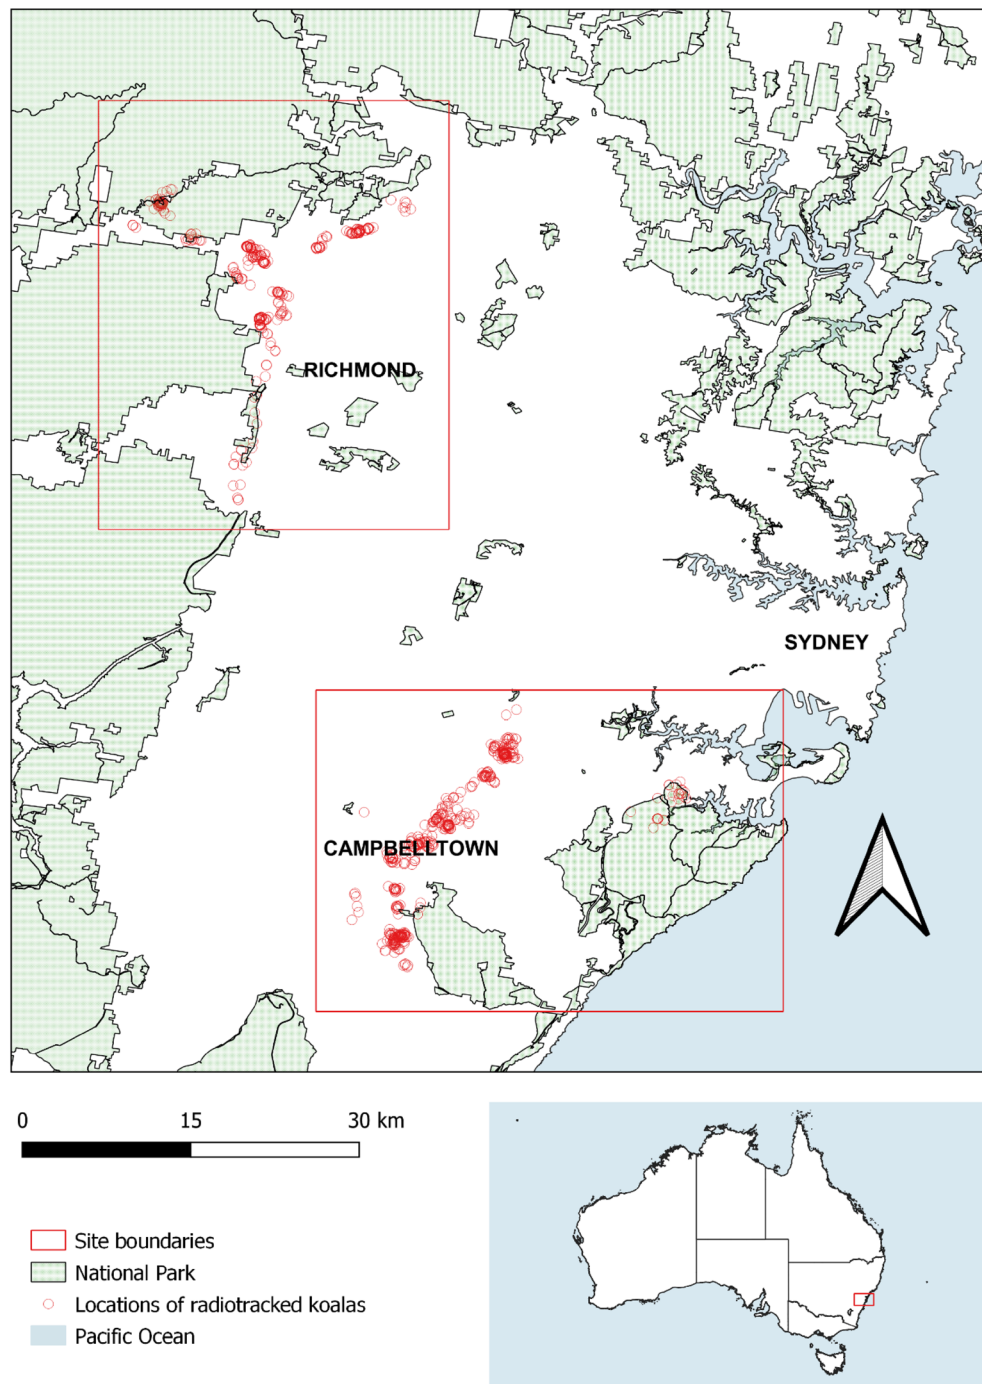 RICHMOND
SYDNEY
CAMPBELLTOWN
0 15 30 km
Site boundaries
National Park
Locations of radiotracked koalas
Pacific Ocean